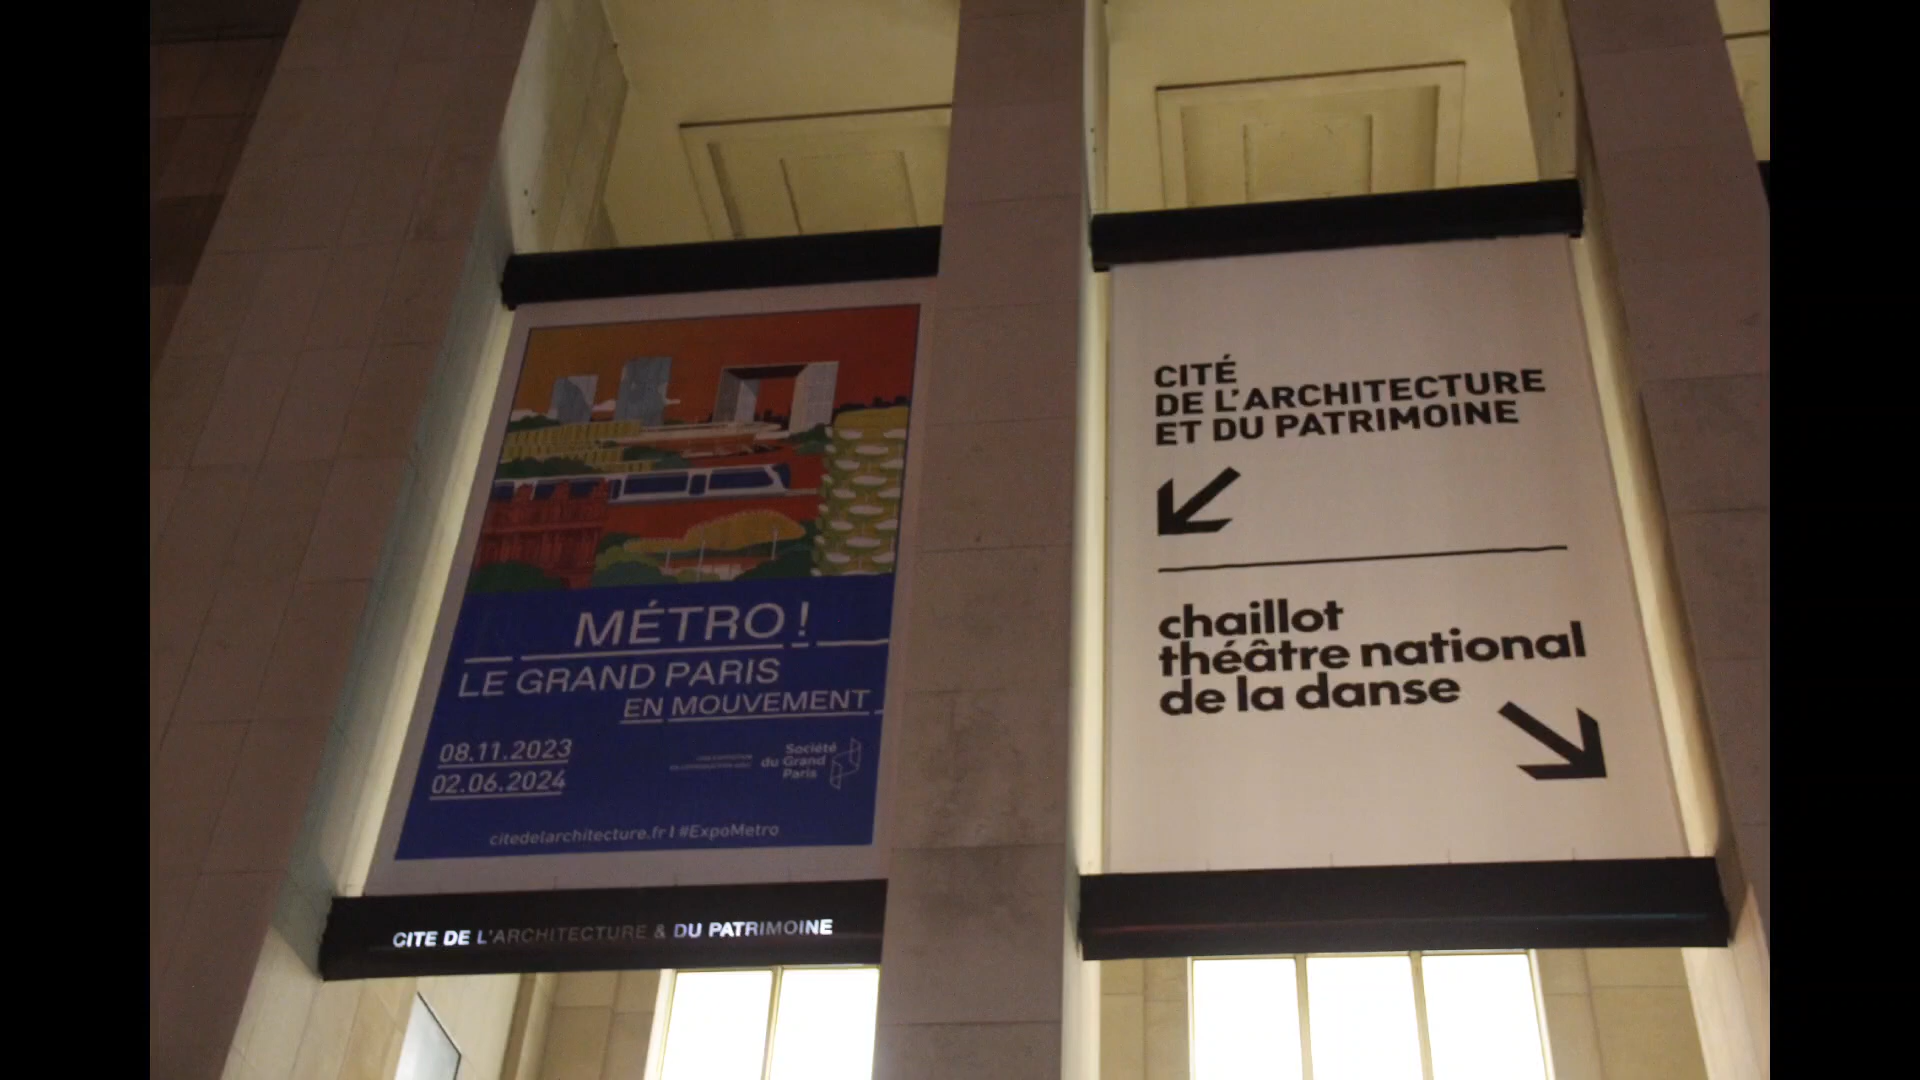 MÉTRO !
LE GRAND PARIS
EN MOUVEMENT
08.11.2023
02.06.2024
Société
du Grand
Paris
citedelarchitecture.fr I #ExpoMetro
CITE DE L'ARCHITECTURE & DU PATRIMOINE
CITÉ
DE L'ARCHITECTURE
ET DU PATRIMOINE
chaillot
théâtre national
de la danse